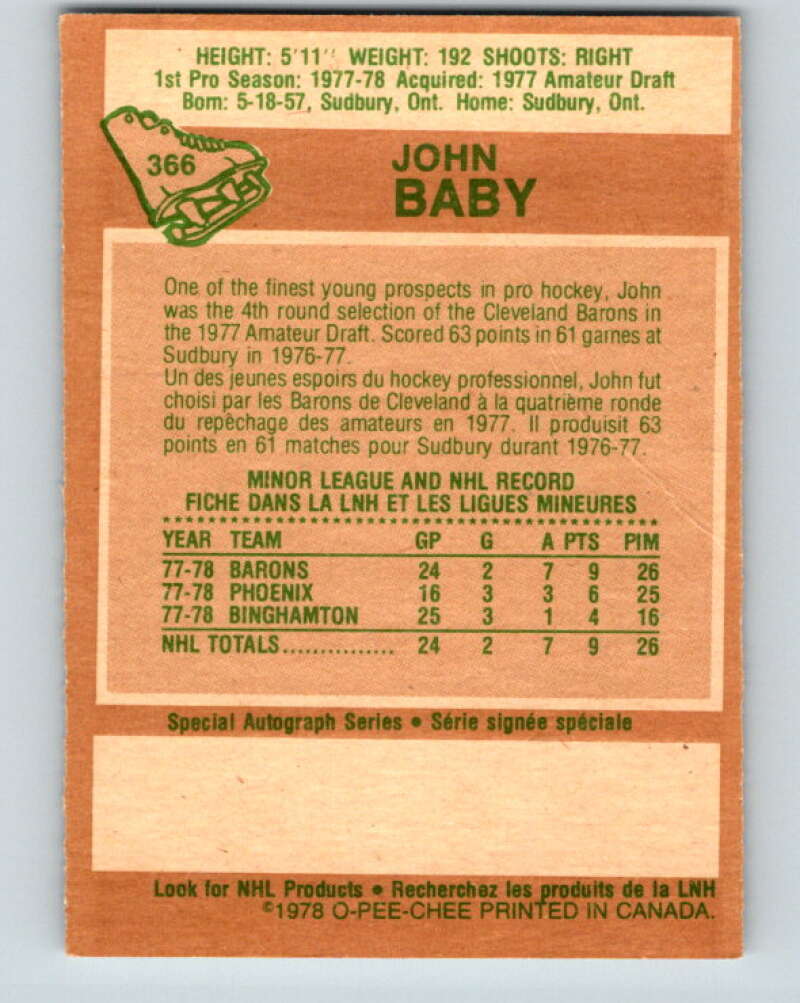 HEIGHT: 5'11" WEIGHT: 192 SHOOTS: RIGHT
1st Pro Season: 1977-78 Acquired: 1977 Amateur Draft
Born: 5-18-57, Sudbury, Ont. Home: Sudbury, Ont.
366
JOHN
BABY
One of the finest young prospects in pro hockey, John
was the 4th round selection of the Cleveland Barons in
the 1977 Amateur Draft. Scored 63 points in 61 games at
Sudbury in 1976-77.
Un des jeunes espoirs du hockey professionnel, John fut
choisi par les Barons de Cleveland à la quatrième ronde
du repêchage des amateurs en 1977. Il produisit 63
points en 61 matches pour Sudbury durant 1976-77.
MINOR LEAGUE AND NHL RECORD
FICHE DANS LA LNH ET LES LIGUES MINEURES
YEAR TEAM GP G A PTS PIM
77-78 BARONS 24 2 7 9 26
77-78 PHOENIX 16 3 3 6 25
77-78 BINGHAMTON 25 3 1 4 16
NHL TOTALS............... 24 2 7 9 26
Special Autograph Series • Série signée spéciale
Look for NHL Products • Recherchez les produits de la LNH
©1978 O-PEE-CHEE PRINTED IN CANADA.